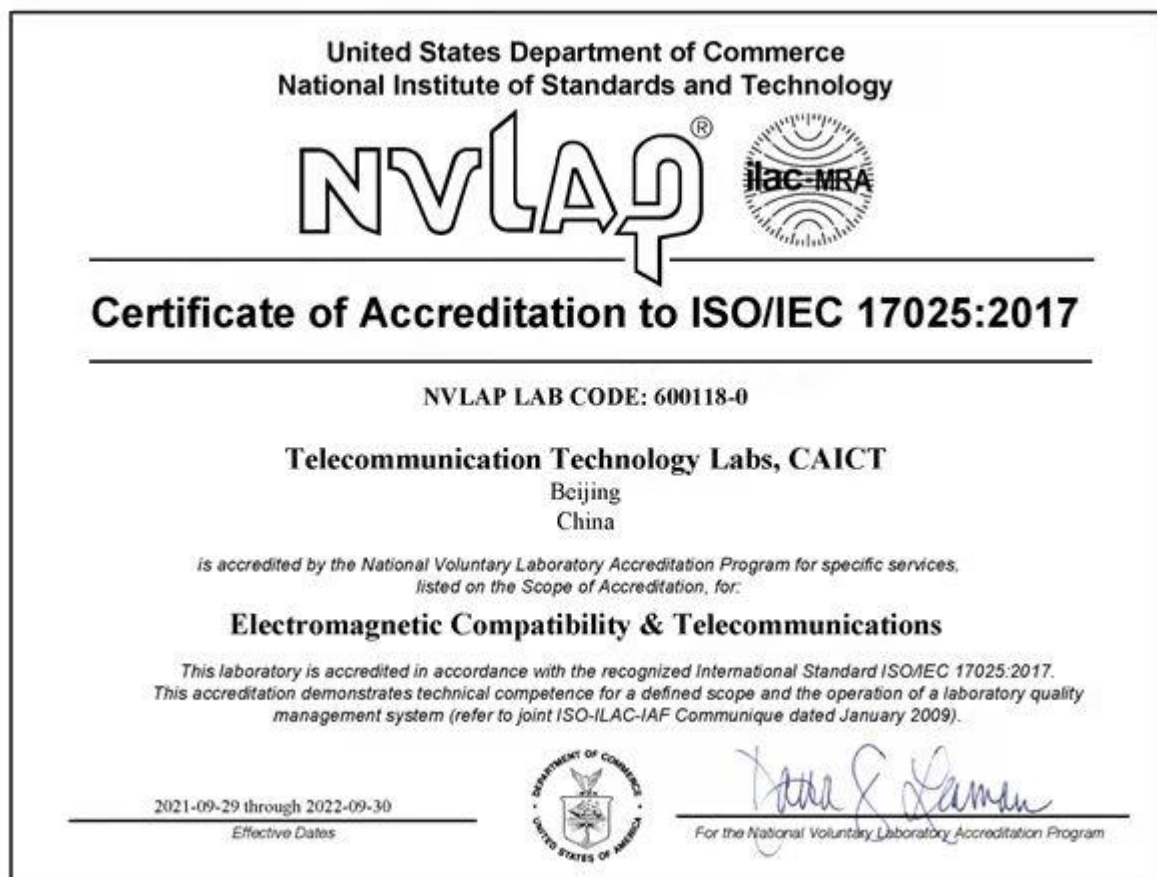 United States Department of Commerce
National Institute of Standards and Technology
NVLAP®
ilac-MRA
Certificate of Accreditation to ISO/IEC 17025:2017
NVLAP LAB CODE: 600118-0
Telecommunication Technology Labs, CAICT
Beijing
China
is accredited by the National Voluntary Laboratory Accreditation Program for specific services,
listed on the Scope of Accreditation, for:
Electromagnetic Compatibility & Telecommunications
This laboratory is accredited in accordance with the recognized International Standard ISO/IEC 17025:2017.
This accreditation demonstrates technical competence for a defined scope and the operation of a laboratory quality
management system (refer to joint ISO-ILAC-IAF Communique dated January 2009).
2021-09-29 through 2022-09-30
Effective Dates
DEPARTMENT OF COMMERCE
UNITED STATES OF AMERICA
For the National Voluntary Laboratory Accreditation Program